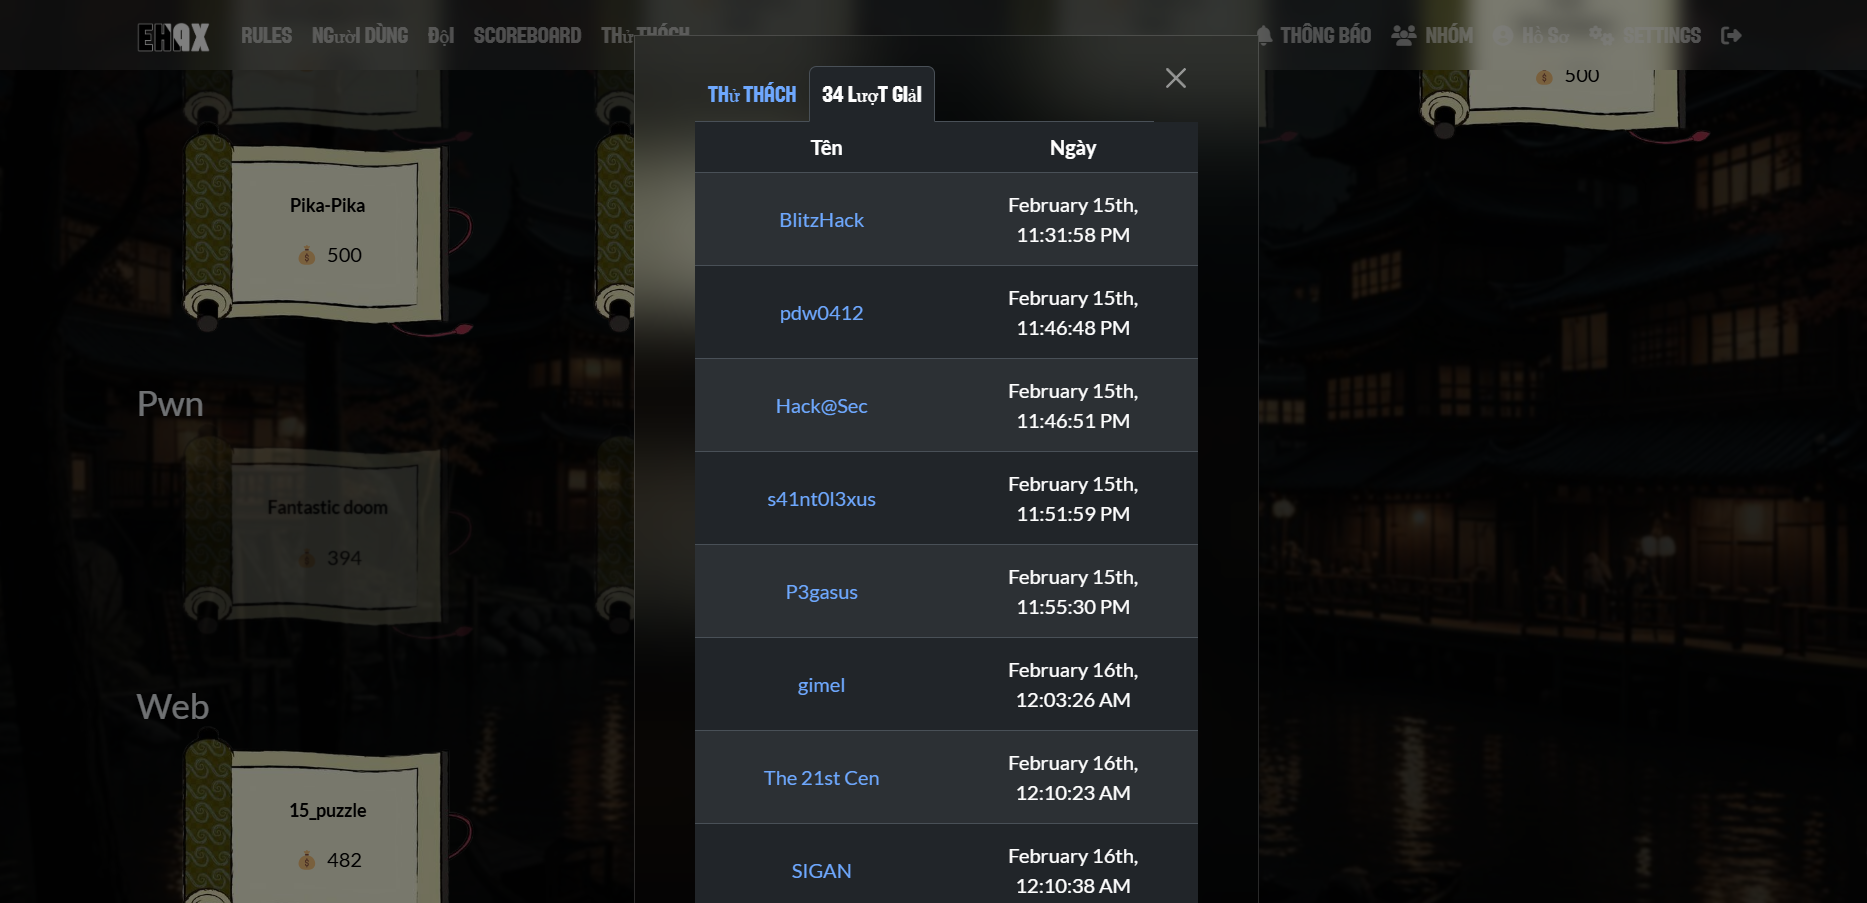 EHAX
RULES
NGườI DÙNG
ĐộI
SCOREBOARD
THử THÁCH
THÔNG BÁO
NHÓM
Hồ Sơ
SETTINGS
500
THử THÁCH
34 LượT GIảI
Tên
Ngày
BlitzHack
February 15th,
11:31:58 PM
pdw0412
February 15th,
11:46:48 PM
Hack@Sec
February 15th,
11:46:51 PM
s41nt0l3xus
February 15th,
11:51:59 PM
P3gasus
February 15th,
11:55:30 PM
gimel
February 16th,
12:03:26 AM
The 21st Cen
February 16th,
12:10:23 AM
SIGAN
February 16th,
12:10:38 AM
Pika-Pika
500
Pwn
Fantastic doom
394
Web
15_puzzle
482